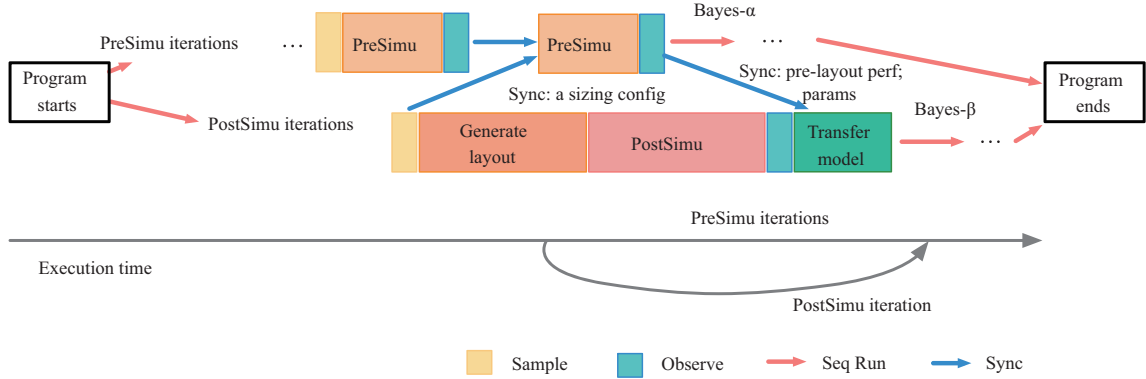 Bayes-α
PreSimu iterations
...
PreSimu
PreSimu
...
Program
starts
Sync: pre-layout perf;
params
Program
ends
Sync: a sizing config
PostSimu iterations
Bayes-β
Generate
layout
PostSimu
Transfer
model
...
PreSimu iterations
Execution time
PostSimu iteration
Sample
Observe
Seq Run
Sync